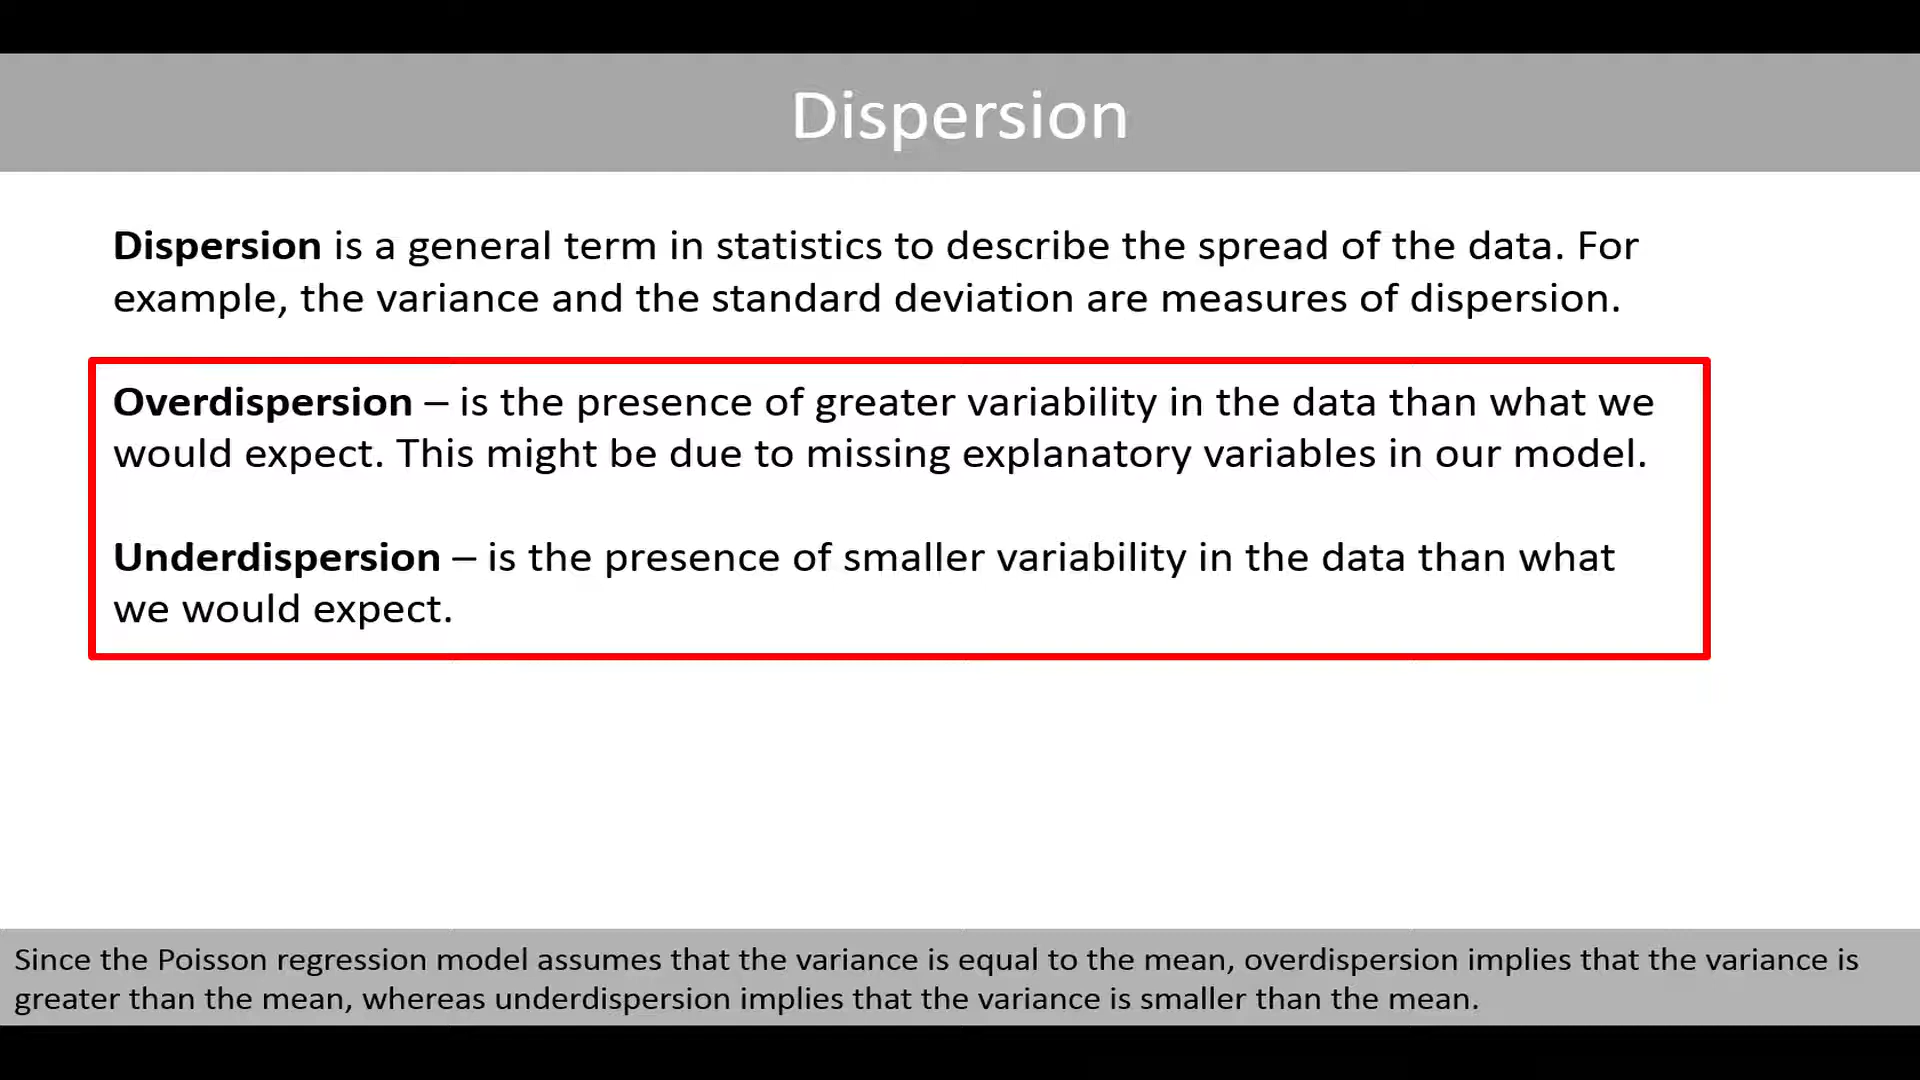 Dispersion
Dispersion is a general term in statistics to describe the spread of the data. For
example, the variance and the standard deviation are measures of dispersion.
Overdispersion – is the presence of greater variability in the data than what we
would expect. This might be due to missing explanatory variables in our model.
Underdispersion – is the presence of smaller variability in the data than what
we would expect.
Since the Poisson regression model assumes that the variance is equal to the mean, overdispersion implies that the variance is
greater than the mean, whereas underdispersion implies that the variance is smaller than the mean.